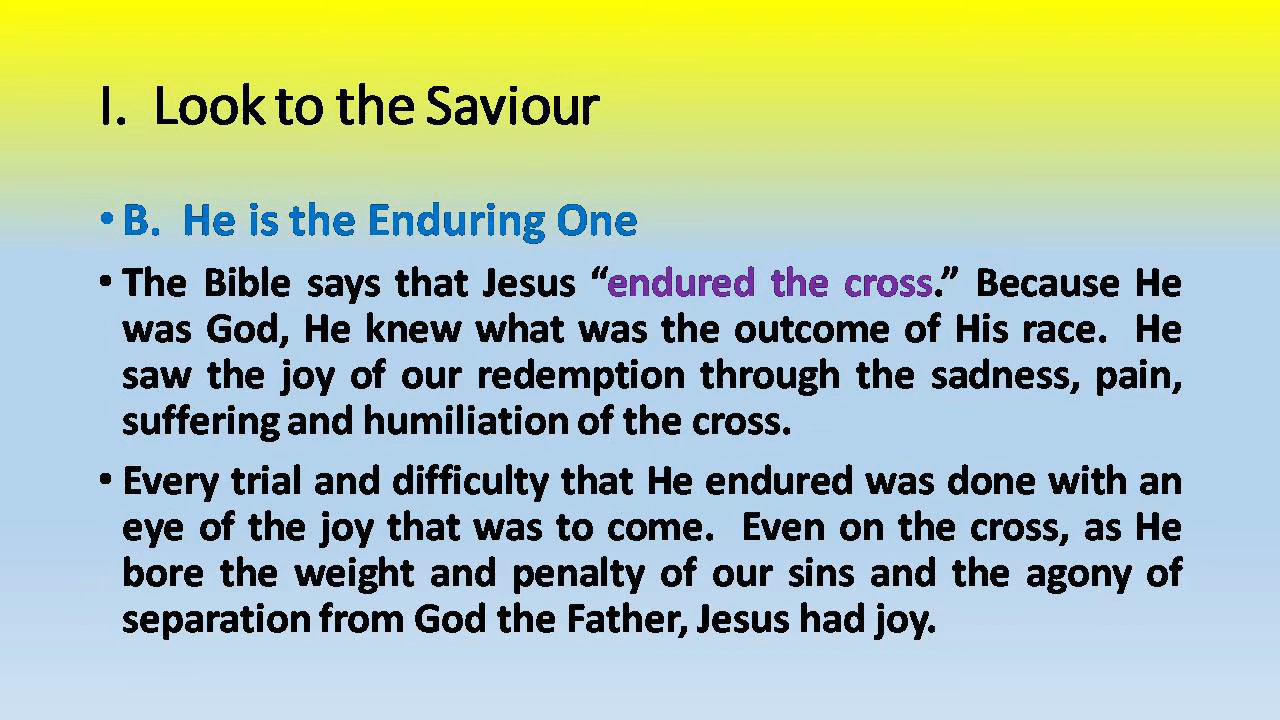 I.  Look to the Saviour
• B.  He is the Enduring One
• The Bible says that Jesus “endured the cross.” Because He
was God, He knew what was the outcome of His race.  He
saw the joy of our redemption through the sadness, pain,
suffering and humiliation of the cross.
• Every trial and difficulty that He endured was done with an
eye of the joy that was to come.  Even on the cross, as He
bore the weight and penalty of our sins and the agony of
separation from God the Father, Jesus had joy.